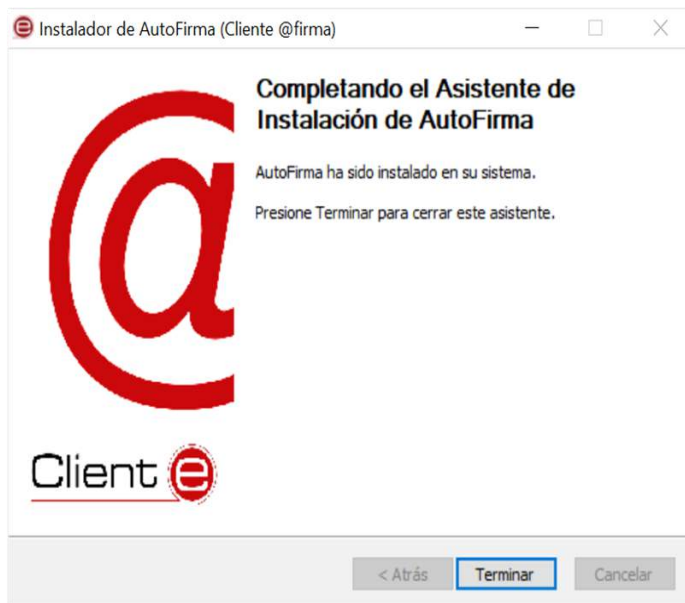 Instalador de AutoFirma (Cliente @firma)
Completando el Asistente de
Instalación de AutoFirma
AutoFirma ha sido instalado en su sistema.
Presione Terminar para cerrar este asistente.
@
Client e
< Atrás
Terminar
Cancelar